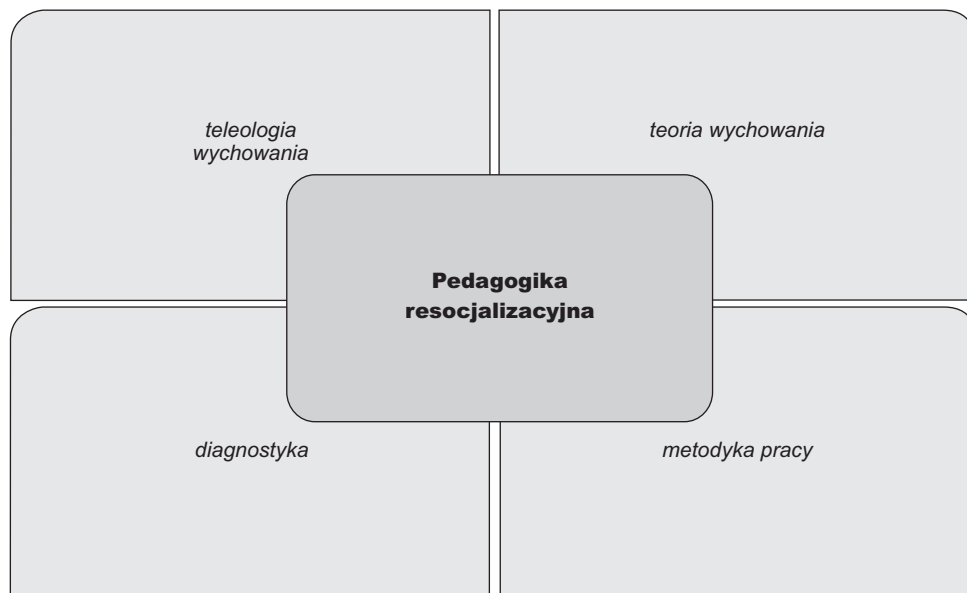 teleologia
wychowania
teoria wychowania
Pedagogika
resocjalizacyjna
diagnostyka
metodyka pracy